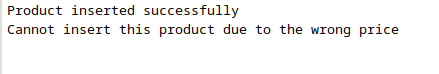 Product inserted successfully
Cannot insert this product due to the wrong price